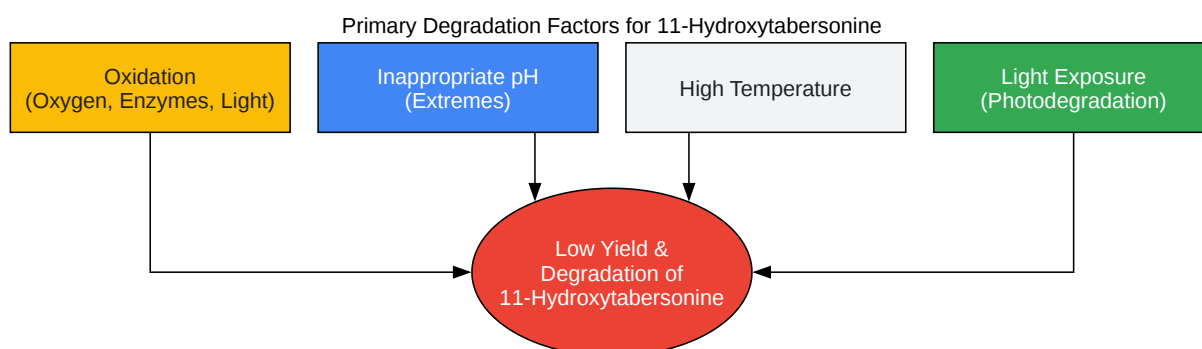 Primary Degradation Factors for 11-Hydroxytabersonine
Oxidation
(Oxygen, Enzymes, Light)
Inappropriate pH
(Extremes)
High Temperature
Light Exposure
(Photodegradation)
Low Yield &
Degradation of
11-Hydroxytabersonine